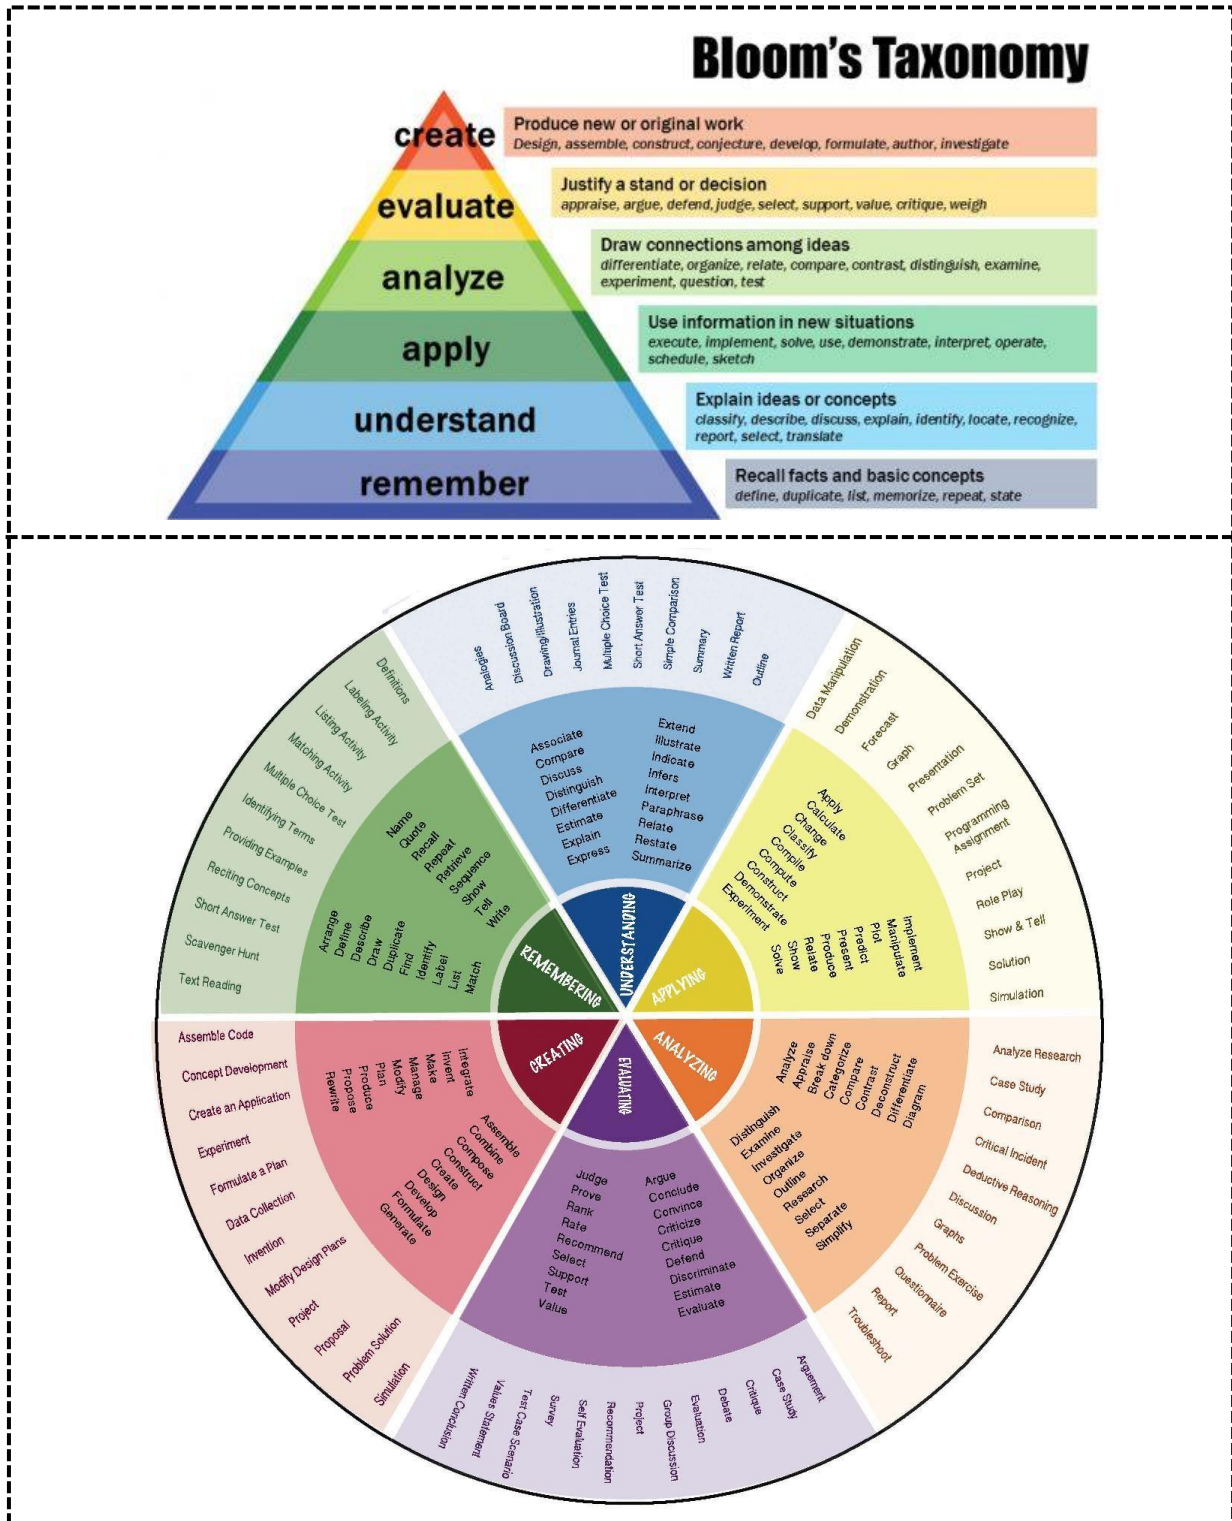 Bloom's Taxonomy
create
Produce new or original work
Design, assemble, construct, conjecture, develop, formulate, author, investigate
evaluate
Justify a stand or decision
appraise, argue, defend, judge, select, support, value, critique, weigh
analyze
Draw connections among ideas
differentiate, organize, relate, compare, contrast, distinguish, examine,
experiment, question, test
apply
Use information in new situations
execute, implement, solve, use, demonstrate, interpret, operate,
schedule, sketch
understand
Explain ideas or concepts
classify, describe, discuss, explain, identify, locate, recognize,
report, select, translate
remember
Recall facts and basic concepts
define, duplicate, list, memorize, repeat, state
Analogies
Discussion Board
Drawing/Illustration
Journal Entries
Multiple Choice Test
Short Answer Test
Simple Comparison
Summary
Written Report
Outline
Associate
Compare
Discuss
Distinguish
Differentiate
Estimate
Explain
Express
Extend
Illustrate
Indicate
Infers
Interpret
Paraphrase
Relate
Restate
Summarize
UNDERSTANDING
Data Manipulation
Demonstration
Forecast
Graph
Presentation
Problem Set
Programming
Assignment
Project
Role Play
Show & Tell
Solution
Simulation
Apply
Calculate
Change
Classify
Compile
Compute
Construct
Demonstrate
Experiment
Implement
Manipulate
Plot
Predict
Present
Produce
Relate
Show
Solve
APPLYING
Analyze Research
Case Study
Comparison
Critical Incident
Deductive Reasoning
Discussion
Graphs
Problem Exercise
Questionnaire
Report
Troubleshoot
Analyze
Appraise
Break down
Categorize
Compare
Contrast
Deconstruct
Differentiate
Diagram
Distinguish
Examine
Investigate
Organize
Outline
Research
Select
Separate
Simplify
ANALYZING
Arguement
Case Study
Critique
Debate
Evaluation
Group Discussion
Project
Recommendation
Self Evaluation
Survey
Test Case Scenario
Values Statement
Written Conclusion
Argue
Conclude
Convince
Criticize
Critique
Defend
Discriminate
Estimate
Evaluate
Judge
Prove
Rank
Rate
Recommend
Select
Support
Test
Value
EVALUATING
Assemble Code
Concept Development
Create an Application
Experiment
Formulate a Plan
Data Collection
Invention
Modify Design Plans
Project
Proposal
Problem Solution
Simulation
Assemble
Combine
Compose
Construct
Create
Design
Develop
Formulate
Generate
Integrate
Invent
Make
Manage
Modify
Plan
Produce
Propose
Rewrite
CREATING
Definitions
Labeling Activity
Listing Activity
Matching Activity
Multiple Choice Test
Identifying Terms
Providing Examples
Reciting Concepts
Short Answer Test
Scavenger Hunt
Text Reading
Arrange
Define
Describe
Draw
Duplicate
Find
Identify
Label
List
Match
Name
Quote
Recall
Repeat
Retrieve
Sequence
Show
Tell
Write
REMEMBERING